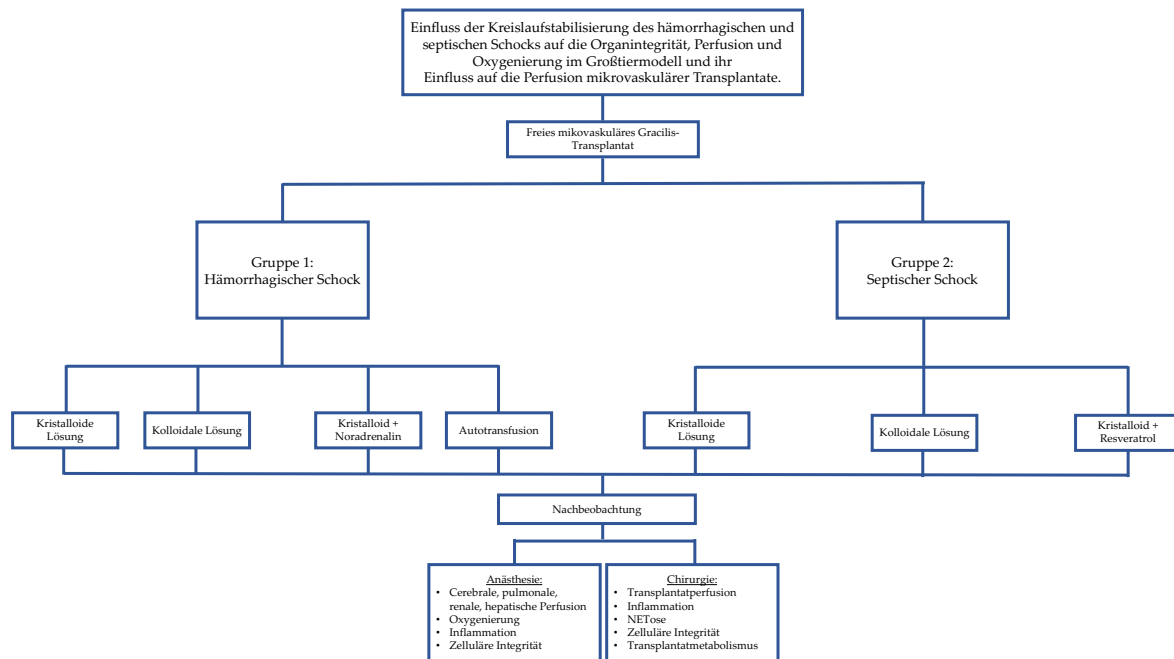 Einfluss der Kreislaufstabilisierung des hämorrhagischen und
septischen Schocks auf die Organintegrität, Perfusion und
Oxygenierung im Großtiermodell und ihr
Einfluss auf die Perfusion mikrovaskulärer Transplantate.
Freies mikovaskuläres Gracilis-
Transplantat
Gruppe 1:
Hämorrhagischer Schock
Gruppe 2:
Septischer Schock
Kristalloide
Lösung
Kolloidale Lösung
Kristalloid +
Noradrenalin
Autotransfusion
Kristalloide
Lösung
Kolloidale Lösung
Kristalloid +
Resveratrol
Nachbeobachtung
Anästhesie:
• Cerebrale, pulmonale,
renale, hepatische Perfusion
• Oxygenierung
• Inflammation
• Zelluläre Integrität
Chirurgie:
• Transplantatperfusion
• Inflammation
• NETose
• Zelluläre Integrität
• Transplantatmetabolismus